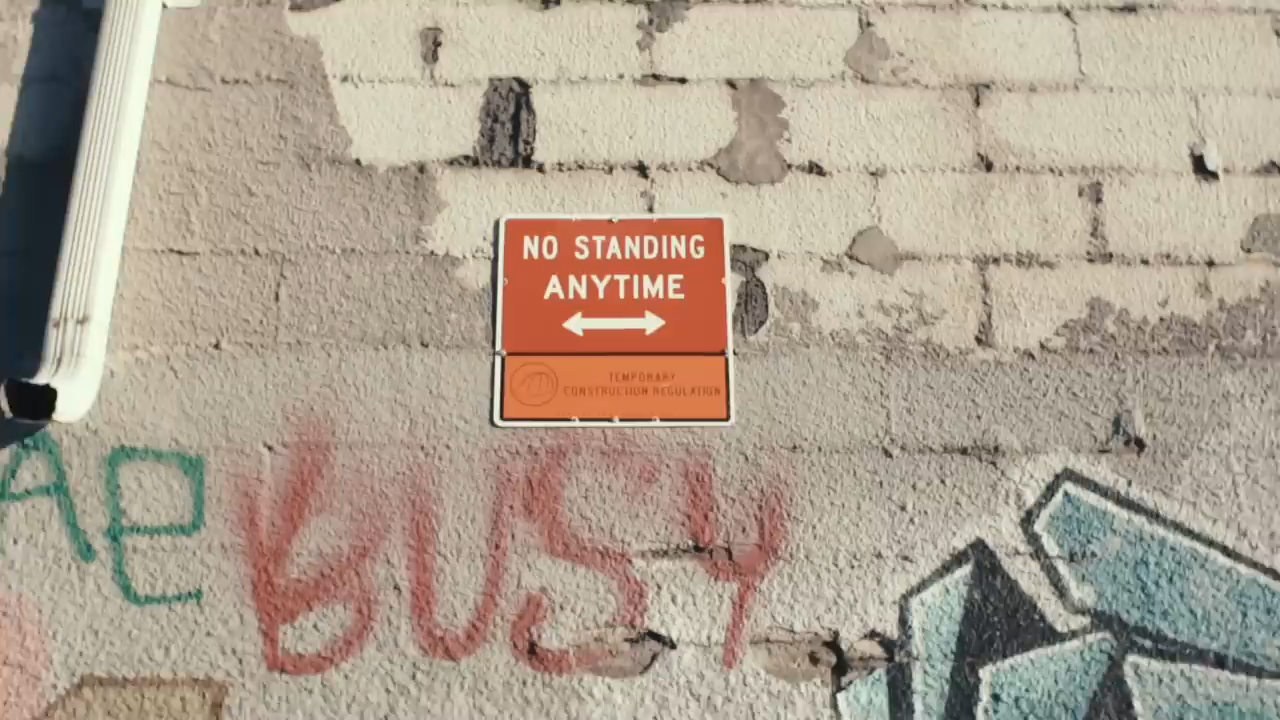 NO STANDING
ANYTIME
TEMPORARY
CONSTRUCTION REGULATION
AE
BUSY